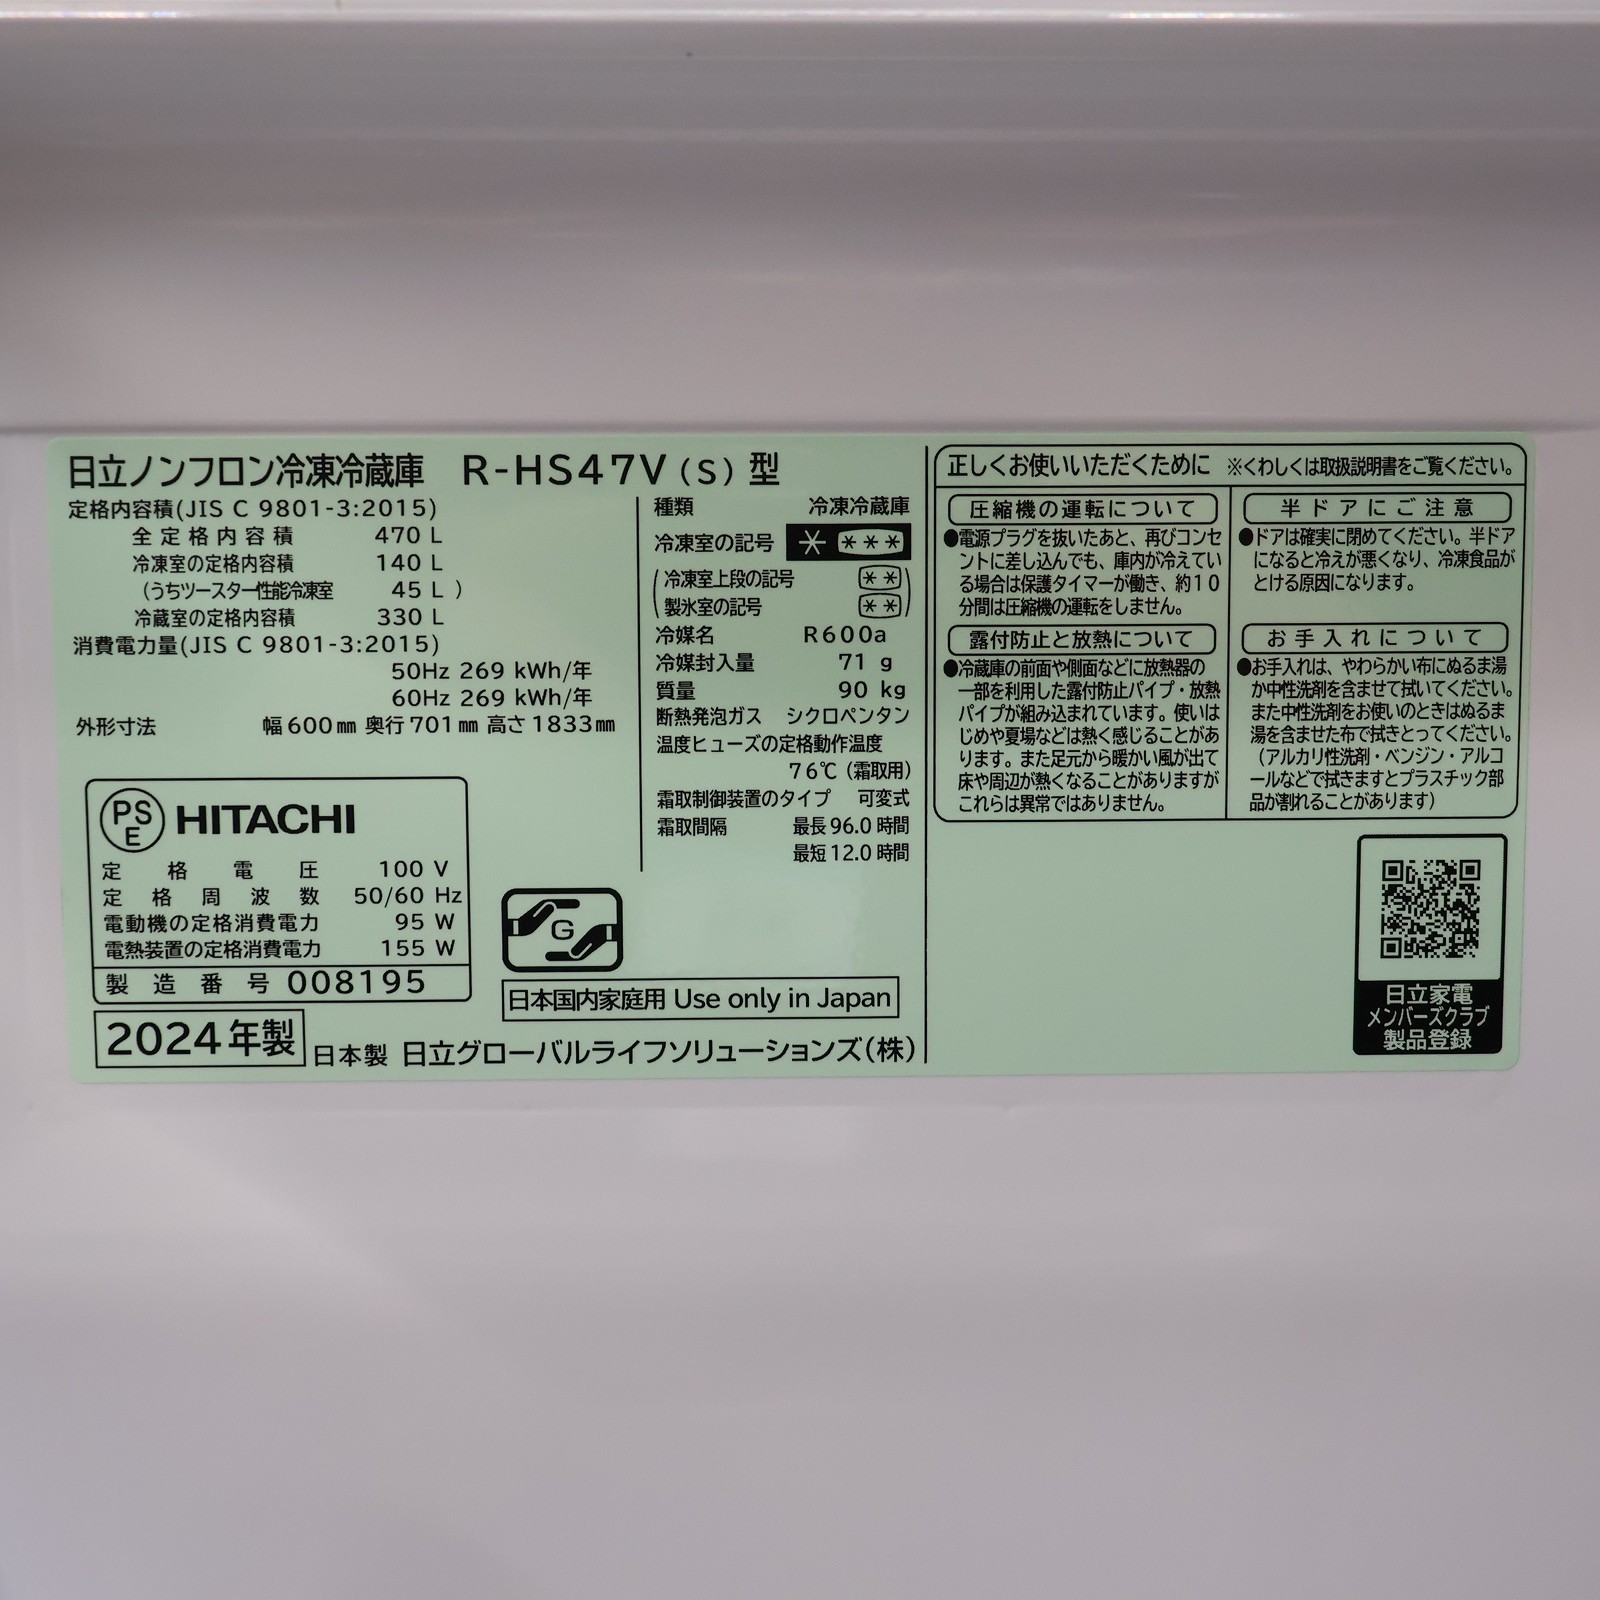 日立ノンフロン冷凍冷蔵庫 R-HS47V(S)型
定格内容積(JIS C 9801-3:2015)
全定格内容積 470 L
冷凍室の定格内容積 140 L
(うちツースター性能冷凍室 45 L )
冷蔵室の定格内容積 330 L
消費電力量(JIS C 9801-3:2015)
50Hz 269 kWh/年
60Hz 269 kWh/年
外形寸法 幅600mm 奥行701mm 高さ1833mm
PS
E
HITACHI
定格電圧 100 V
定格周波数 50/60 Hz
電動機の定格消費電力 95 W
電熱装置の定格消費電力 155 W
製造番号 008195
2024年製
日本製 日立グローバルライフソリューションズ(株)
種類 冷凍冷蔵庫
冷凍室の記号 * ***
(冷凍室上段の記号 **
製氷室の記号 **)
冷媒名 R600a
冷媒封入量 71 g
質量 90 kg
断熱発泡ガス シクロペンタン
温度ヒューズの定格動作温度
76℃(霜取用)
霜取制御装置のタイプ 可変式
霜取間隔 最長96.0時間
最短12.0時間
G
日本国内家庭用 Use only in Japan
正しくお使いいただくために ※くわしくは取扱説明書をご覧ください。
圧縮機の運転について
●電源プラグを抜いたあと、再びコンセ
ントに差し込んでも、庫内が冷えてい
る場合は保護タイマーが働き、約10
分間は圧縮機の運転をしません。
露付防止と放熱について
●冷蔵庫の前面や側面などに放熱器の
一部を利用した露付防止パイプ・放熱
パイプが組み込まれています。使いは
じめや夏場などは熱く感じることがあ
ります。また足元から暖かい風が出て
床や周辺が熱くなることがありますが
これらは異常ではありません。
半ドアにご注意
●ドアは確実に閉めてください。半ドア
になると冷えが悪くなり、冷凍食品が
とける原因になります。
お手入れについて
●お手入れは、やわらかい布にぬるま湯
か中性洗剤を含ませて拭いてください。
また中性洗剤をお使いのときはぬるま
湯を含ませた布で拭きとってください。
(アルカリ性洗剤・ベンジン・アルコ
ールなどで拭きますとプラスチック部
品が割れることがあります)
日立家電
メンバーズクラブ
製品登録